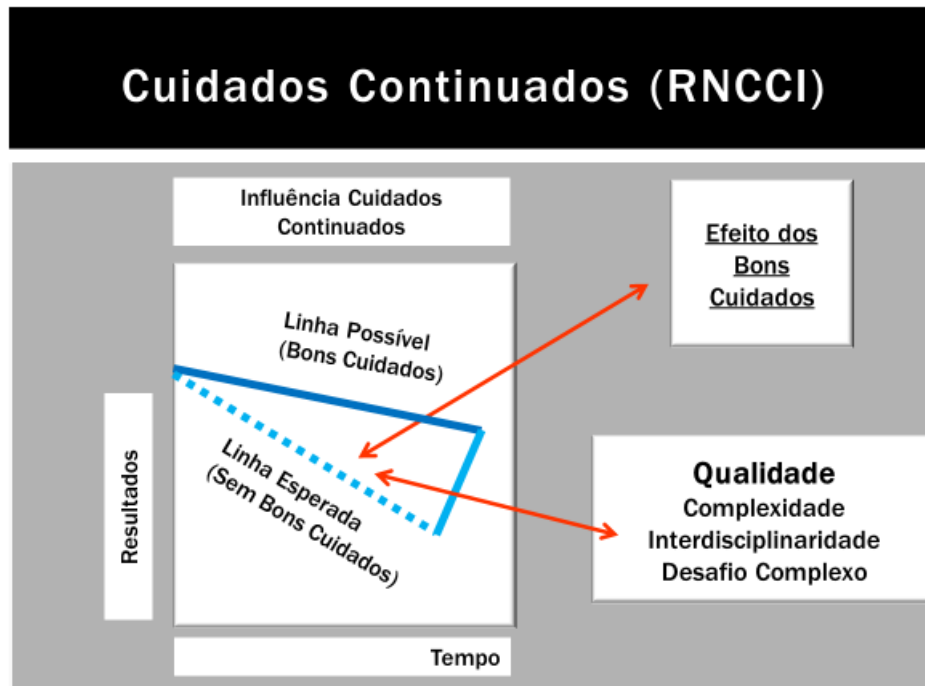 Cuidados Continuados (RNCCI)
Influência Cuidados
Continuados
Efeito dos
Bons
Cuidados
Linha Possível
(Bons Cuidados)
Linha Esperada
(Sem Bons Cuidados)
Resultados
Qualidade
Complexidade
Interdisciplinaridade
Desafio Complexo
Tempo